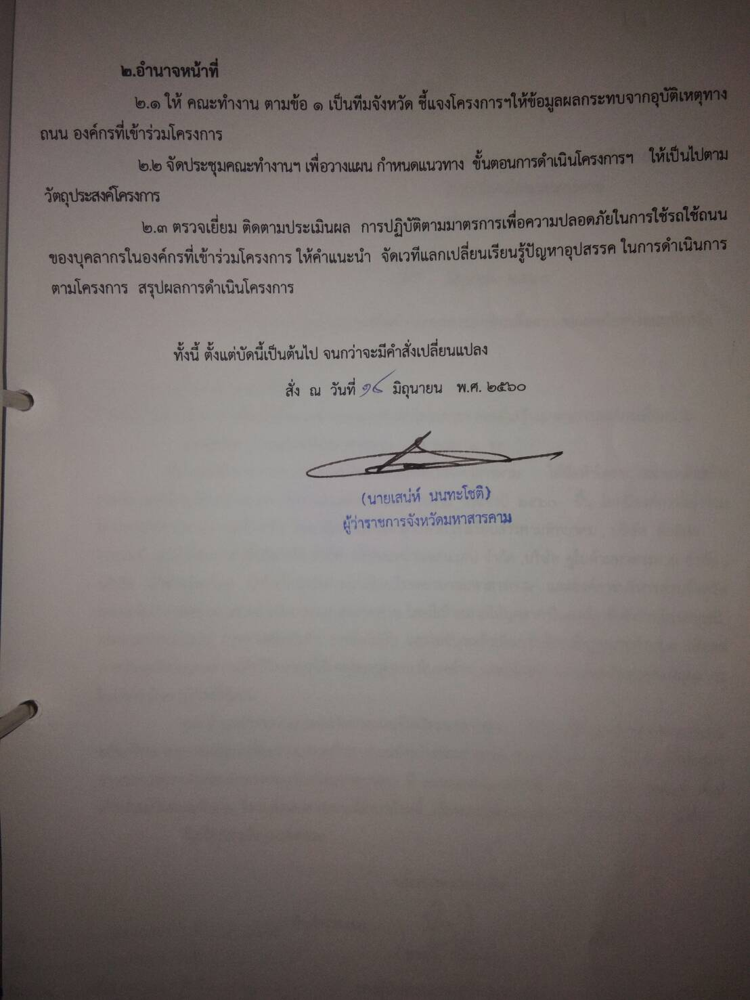 ๒.อำนาจหน้าที่
๒.๑ ให้ คณะทำงาน ตามข้อ ๑ เป็นทีมจังหวัด ชี้แจงโครงการฯให้ข้อมูลผลกระทบจากอุบัติเหตุทาง
ถนน องค์กรที่เข้าร่วมโครงการ
๒.๒ จัดประชุมคณะทำงานฯ เพื่อวางแผน กำหนดแนวทาง ขั้นตอนการดำเนินโครงการฯ ให้เป็นไปตาม
วัตถุประสงค์โครงการ
๒.๓ ตรวจเยี่ยม ติดตามประเมินผล การปฏิบัติตามมาตรการเพื่อความปลอดภัยในการใช้รถใช้ถนน
ของบุคลากรในองค์กรที่เข้าร่วมโครงการ ให้คำแนะนำ จัดเวทีแลกเปลี่ยนเรียนรู้ปัญหาอุปสรรค ในการดำเนินการ
ตามโครงการ สรุปผลการดำเนินโครงการ
ทั้งนี้ ตั้งแต่บัดนี้เป็นต้นไป จนกว่าจะมีคำสั่งเปลี่ยนแปลง
สั่ง ณ วันที่ มิถุนายน พ.ศ. ๒๕๖๐
(นายเสน่ห์ นนทะโชติ)
ผู้ว่าราชการจังหวัดมหาสารคาม